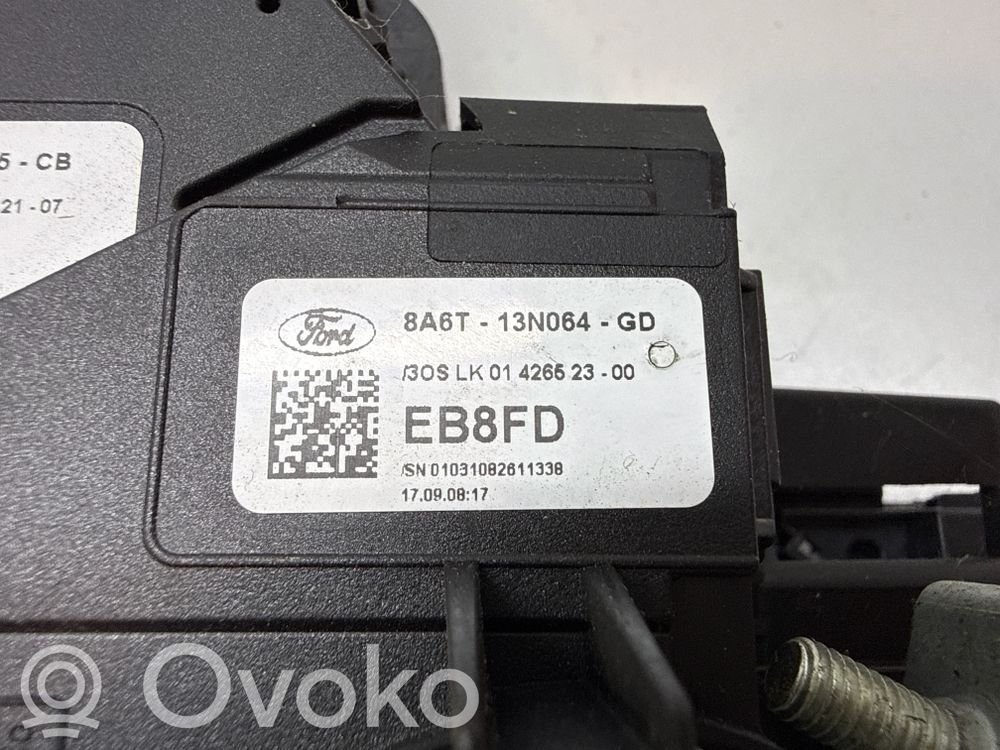 5 - CB
21 - 07
Ford
8A6T - 13N064 - GD
/3OS LK 01 4265 23 - 00
EB8FD
/SN 01031082611338
17.09.08:17
Ovoko